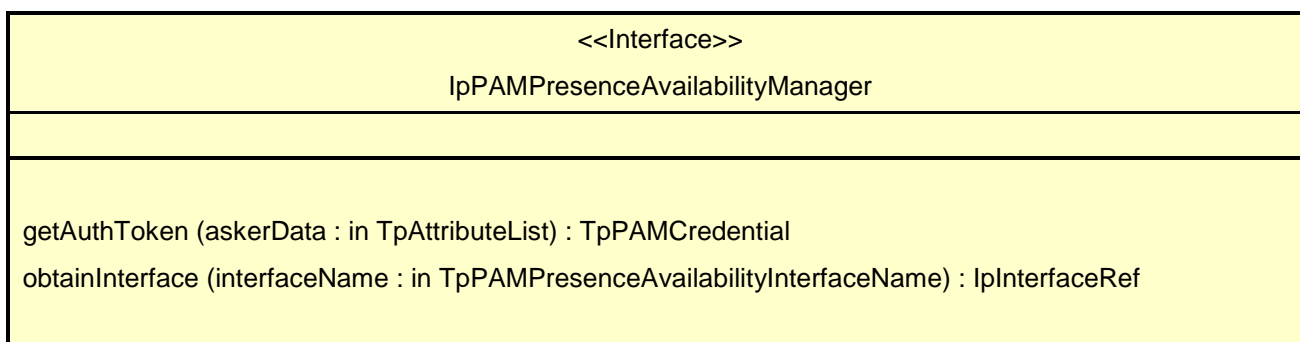 <<Interface>>
IpPAMPresenceAvailabilityManager
getAuthToken (askerData : in TpAttributeList) : TpPAMCredential
obtainInterface (interfaceName : in TpPAMPresenceAvailabilityInterfaceName) : IpInterfaceRef